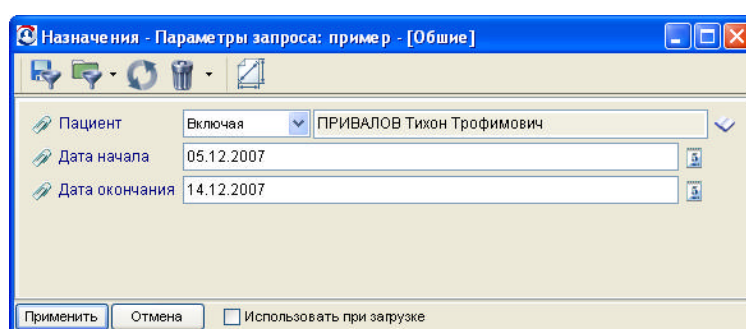 Назначения - Параметры запроса: пример - [Обшие]
Пациент Включая ПРИВАЛОВ Тихон Трофимович
Дата начала 05.12.2007
Дата окончания 14.12.2007
Применить Отмена Использовать при загрузке